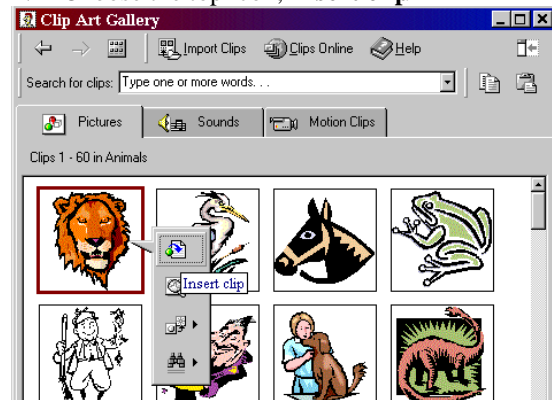 Clip Art Gallery
Import Clips Clips Online Help
Search for clips: Type one or more words. . .
Pictures Sounds Motion Clips
Clips 1 - 60 in Animals
Insert clip